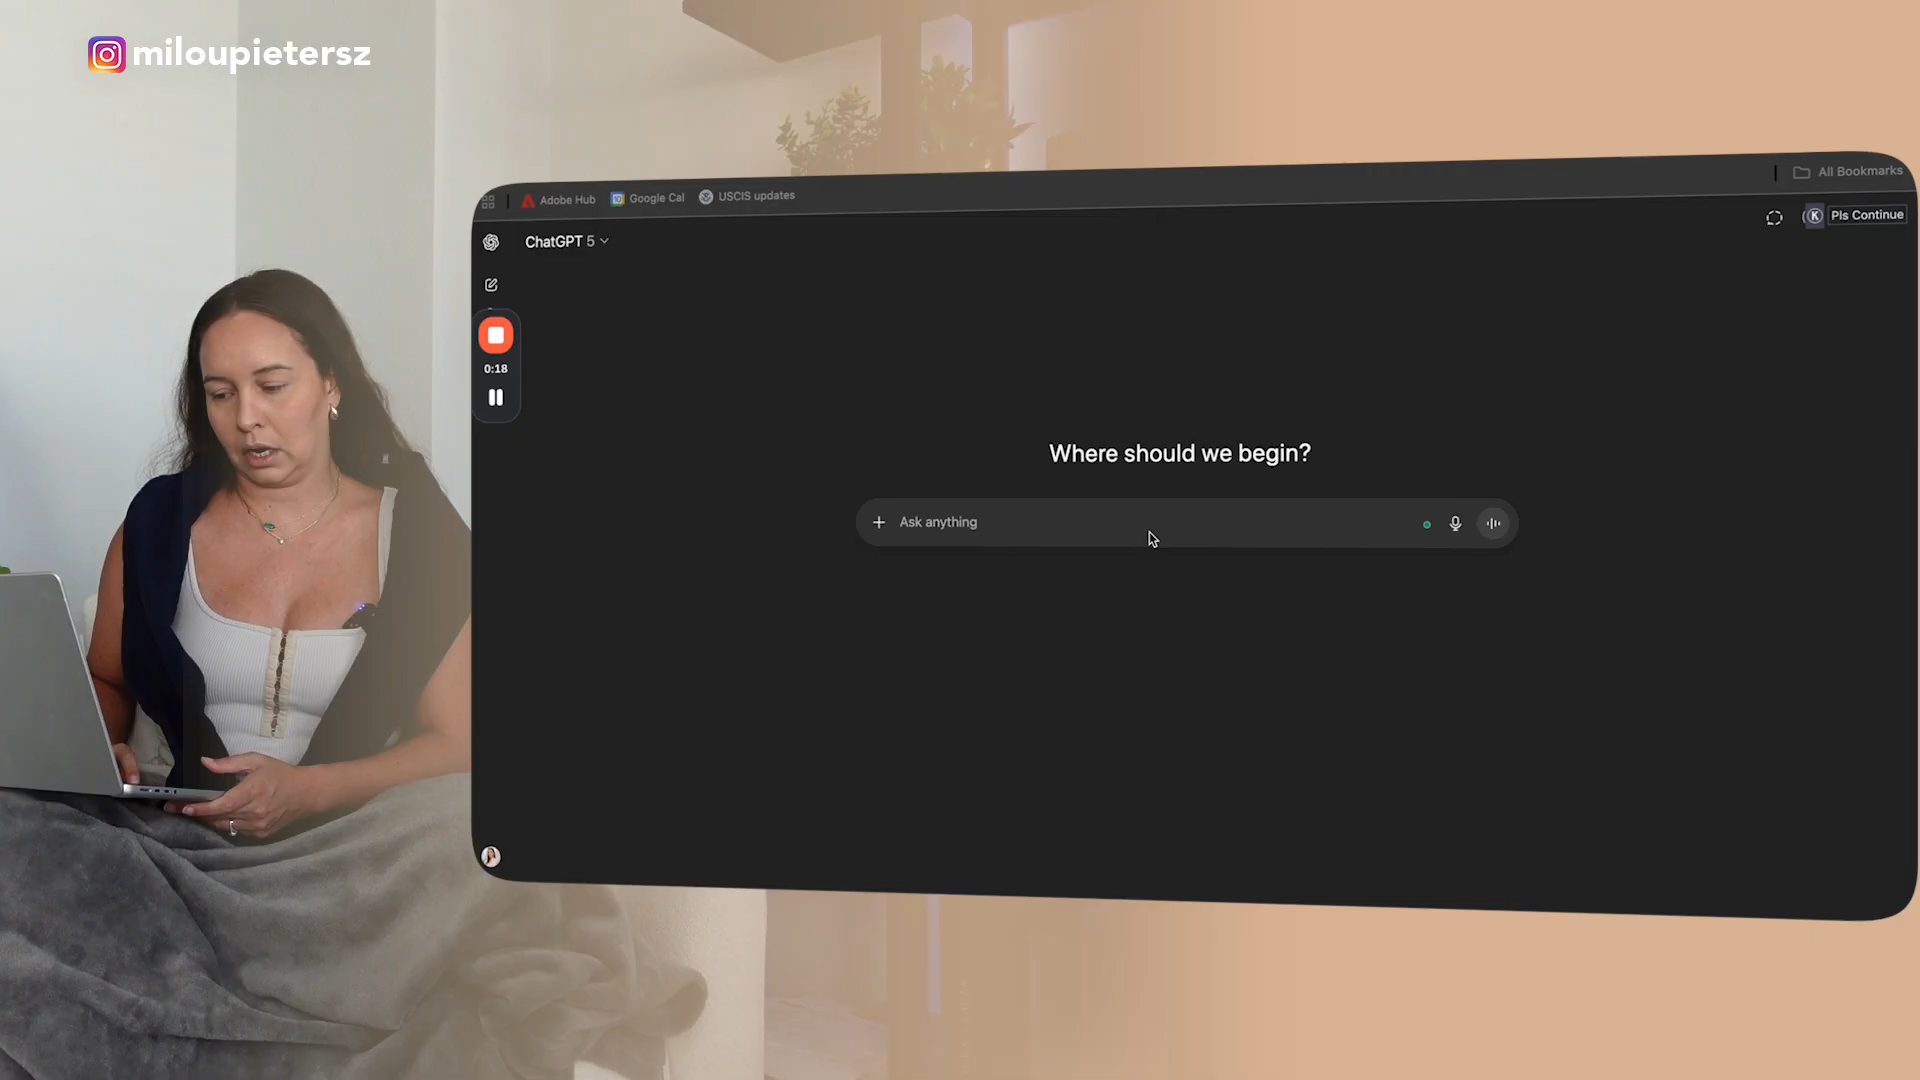 miloupietersz
Adobe Hub Google Cal USCIS updates All Bookmarks
K Pls Continue
ChatGPT 5
0:18
Where should we begin?
Ask anything